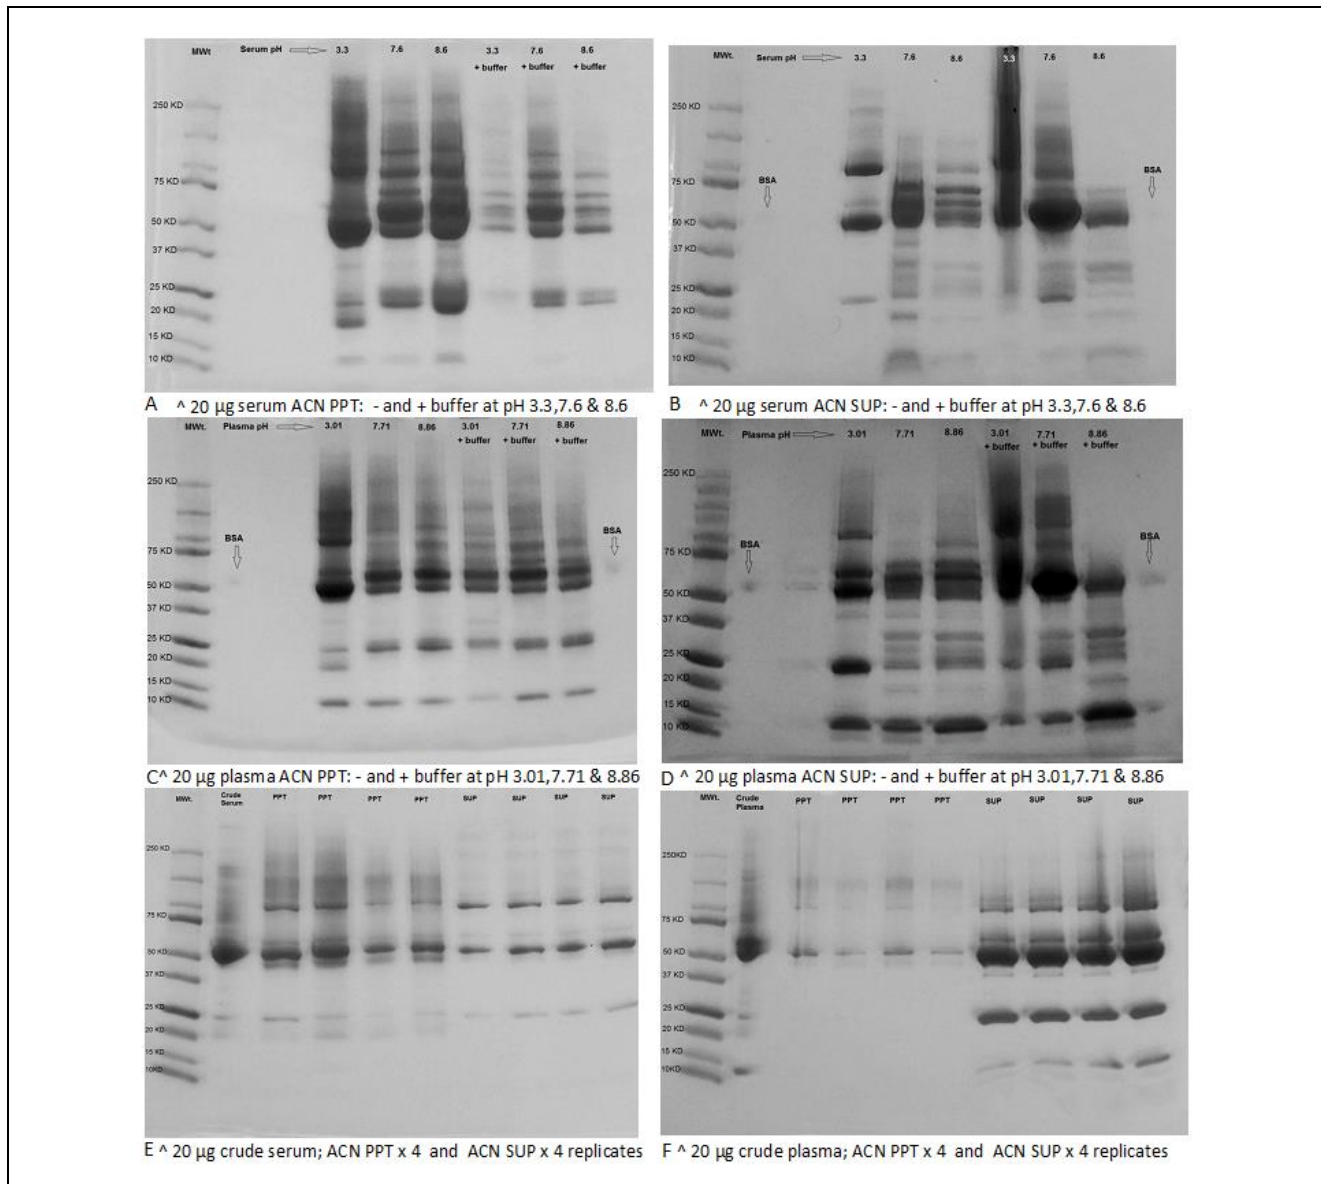 MWt Serum pH 3.3 7.6 8.6 3.3 7.6 8.6
+ buffer + buffer + buffer
250 KD
75 KD
50 KD
37 KD
25 KD
20 KD
15 KD
10 KD
A ^ 20 µg serum ACN PPT: - and + buffer at pH 3.3,7.6 & 8.6
MWt. Serum pH 3.3 7.6 8.6 3.3 7.6 8.6
250 KD
75 KD
BSA BSA
50 KD
37 KD
25 KD
20 KD
15 KD
10 KD
B ^ 20 µg serum ACN SUP: - and + buffer at pH 3.3,7.6 & 8.6
MWt. Plasma pH 3.01 7.71 8.86 3.01 7.71 8.86
+ buffer + buffer + buffer
250 KD
BSA BSA
75 KD
50 KD
37 KD
25 KD
20 KD
15 KD
10 KD
C^ 20 µg plasma ACN PPT: - and + buffer at pH 3.01,7.71 & 8.86
MWt. Plasma pH 3.01 7.71 8.86 3.01 7.71 8.86
+ buffer + buffer + buffer
250 KD
BSA BSA
75 KD
50 KD
37 KD
25 KD
20 KD
15 KD
10 KD
D ^ 20 µg plasma ACN SUP: - and + buffer at pH 3.01,7.71 & 8.86
MWt. Crude PPT PPT PPT PPT SUP SUP SUP SUP
Serum
250 KD
75 KD
50 KD
37 KD
25 KD
20 KD
15 KD
10 KD
E ^ 20 µg crude serum; ACN PPT x 4 and ACN SUP x 4 replicates
MWt. Crude PPT PPT PPT PPT SUP SUP SUP SUP
Plasma
250KD
75 KD
50 KD
37 KD
25 KD
20 KD
15 KD
10KD
F ^ 20 µg crude plasma; ACN PPT x 4 and ACN SUP x 4 replicates